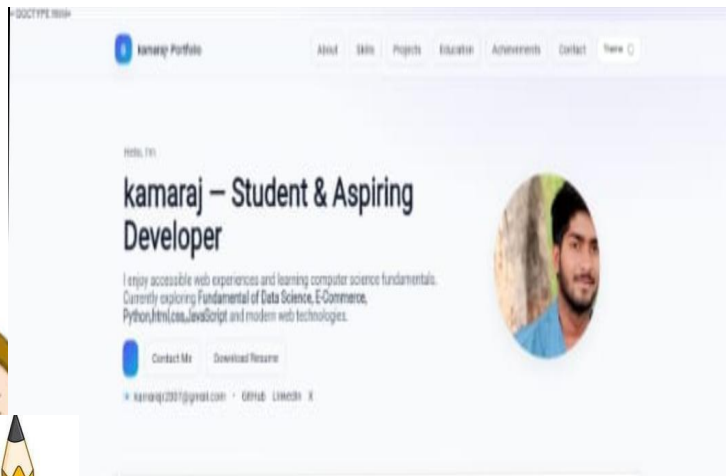 kamaraj-Portfolio
About Skills Projects Education Achievements Contact Theme
Hello, I'm
kamaraj — Student & Aspiring
Developer
I enjoy accessible web experiences and learning computer science fundamentals.
Currently exploring Fundamental of Data Science, E-Commerce,
Python,html,css,JavaScript and modern web technologies.
Contact Me Download Resume
GitHub LinkedIn X